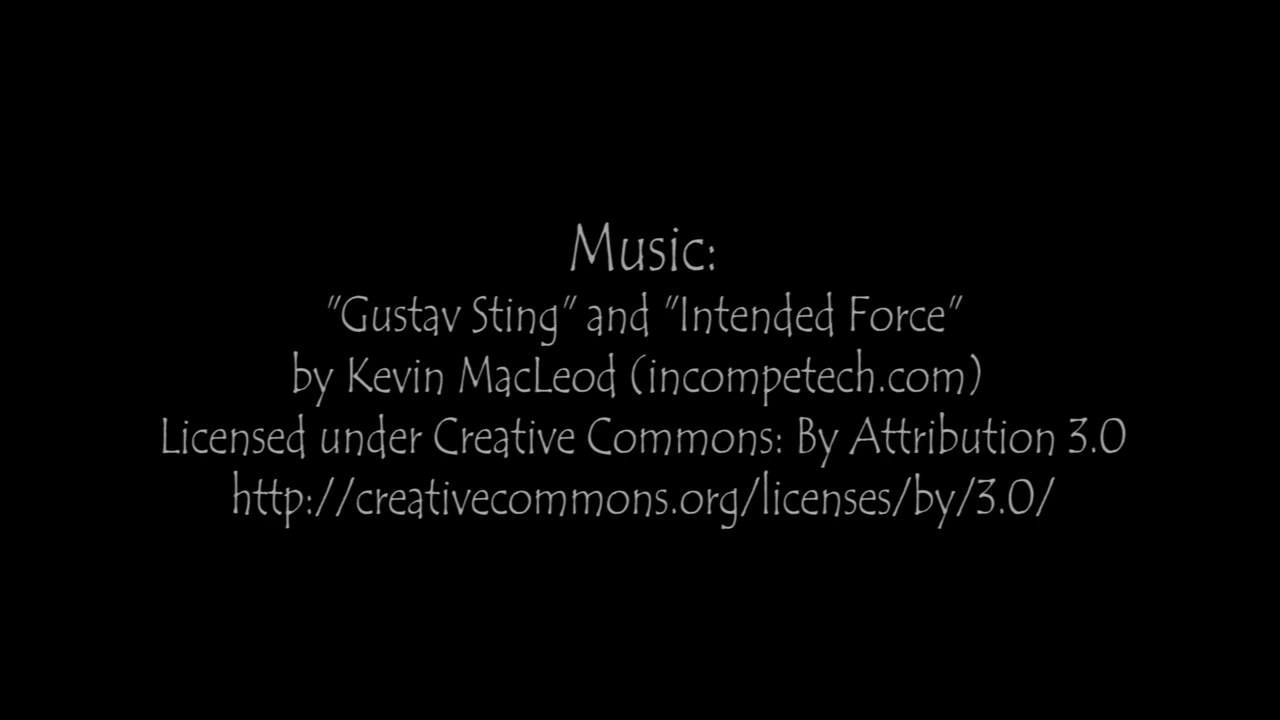 Music:
"Gustav Sting" and "Intended Force"
by Kevin MacLeod (incompetech.com)
Licensed under Creative Commons: By Attribution 3.0
http://creativecommons.org/licenses/by/3.0/